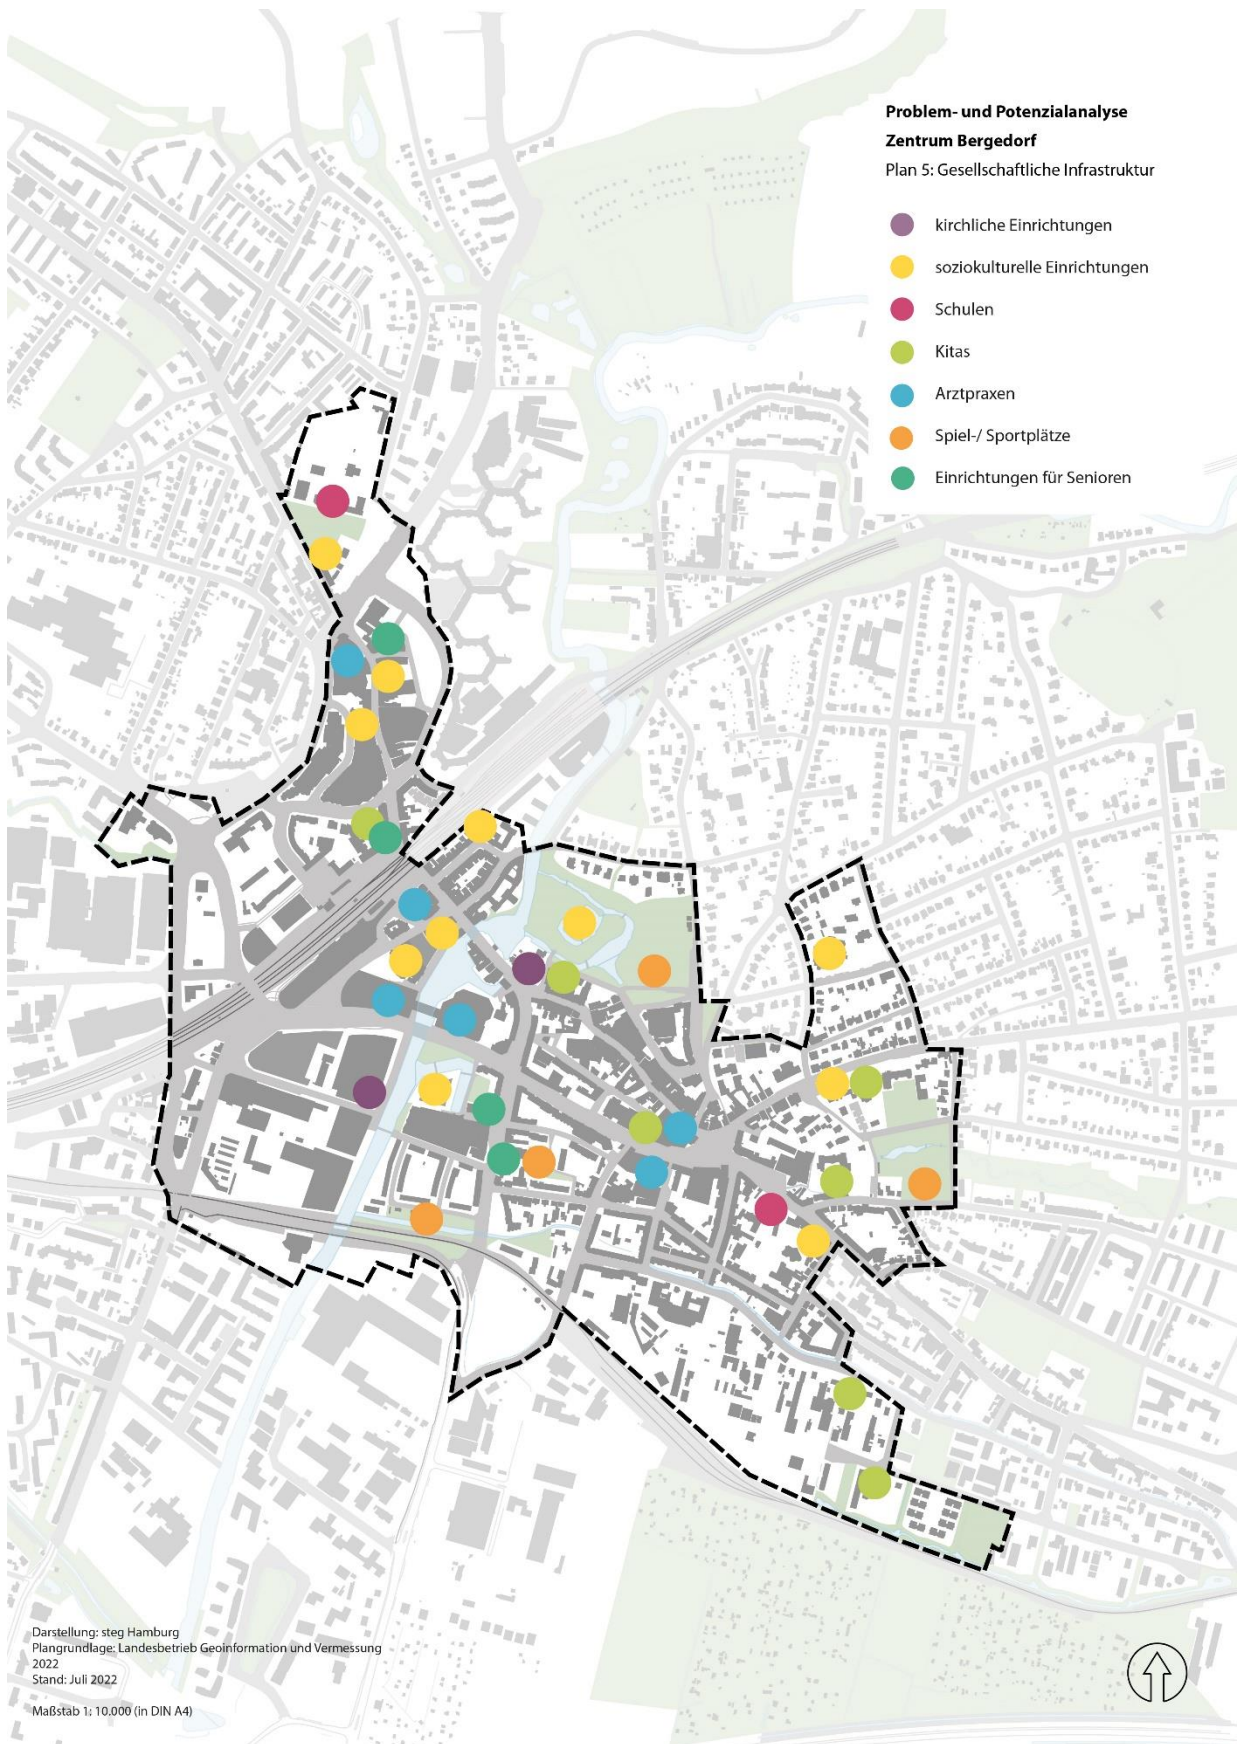 Problem- und Potenzialanalyse
Zentrum Bergedorf
Plan 5: Gesellschaftliche Infrastruktur
kirchliche Einrichtungen
soziokulturelle Einrichtungen
Schulen
Kitas
Arztpraxen
Spiel-/ Sportplätze
Einrichtungen für Senioren
Darstellung: steg Hamburg
Plangrundlage: Landesbetrieb Geoinformation und Vermessung
2022
Stand: Juli 2022
Maßstab 1: 10.000 (in DIN A4)